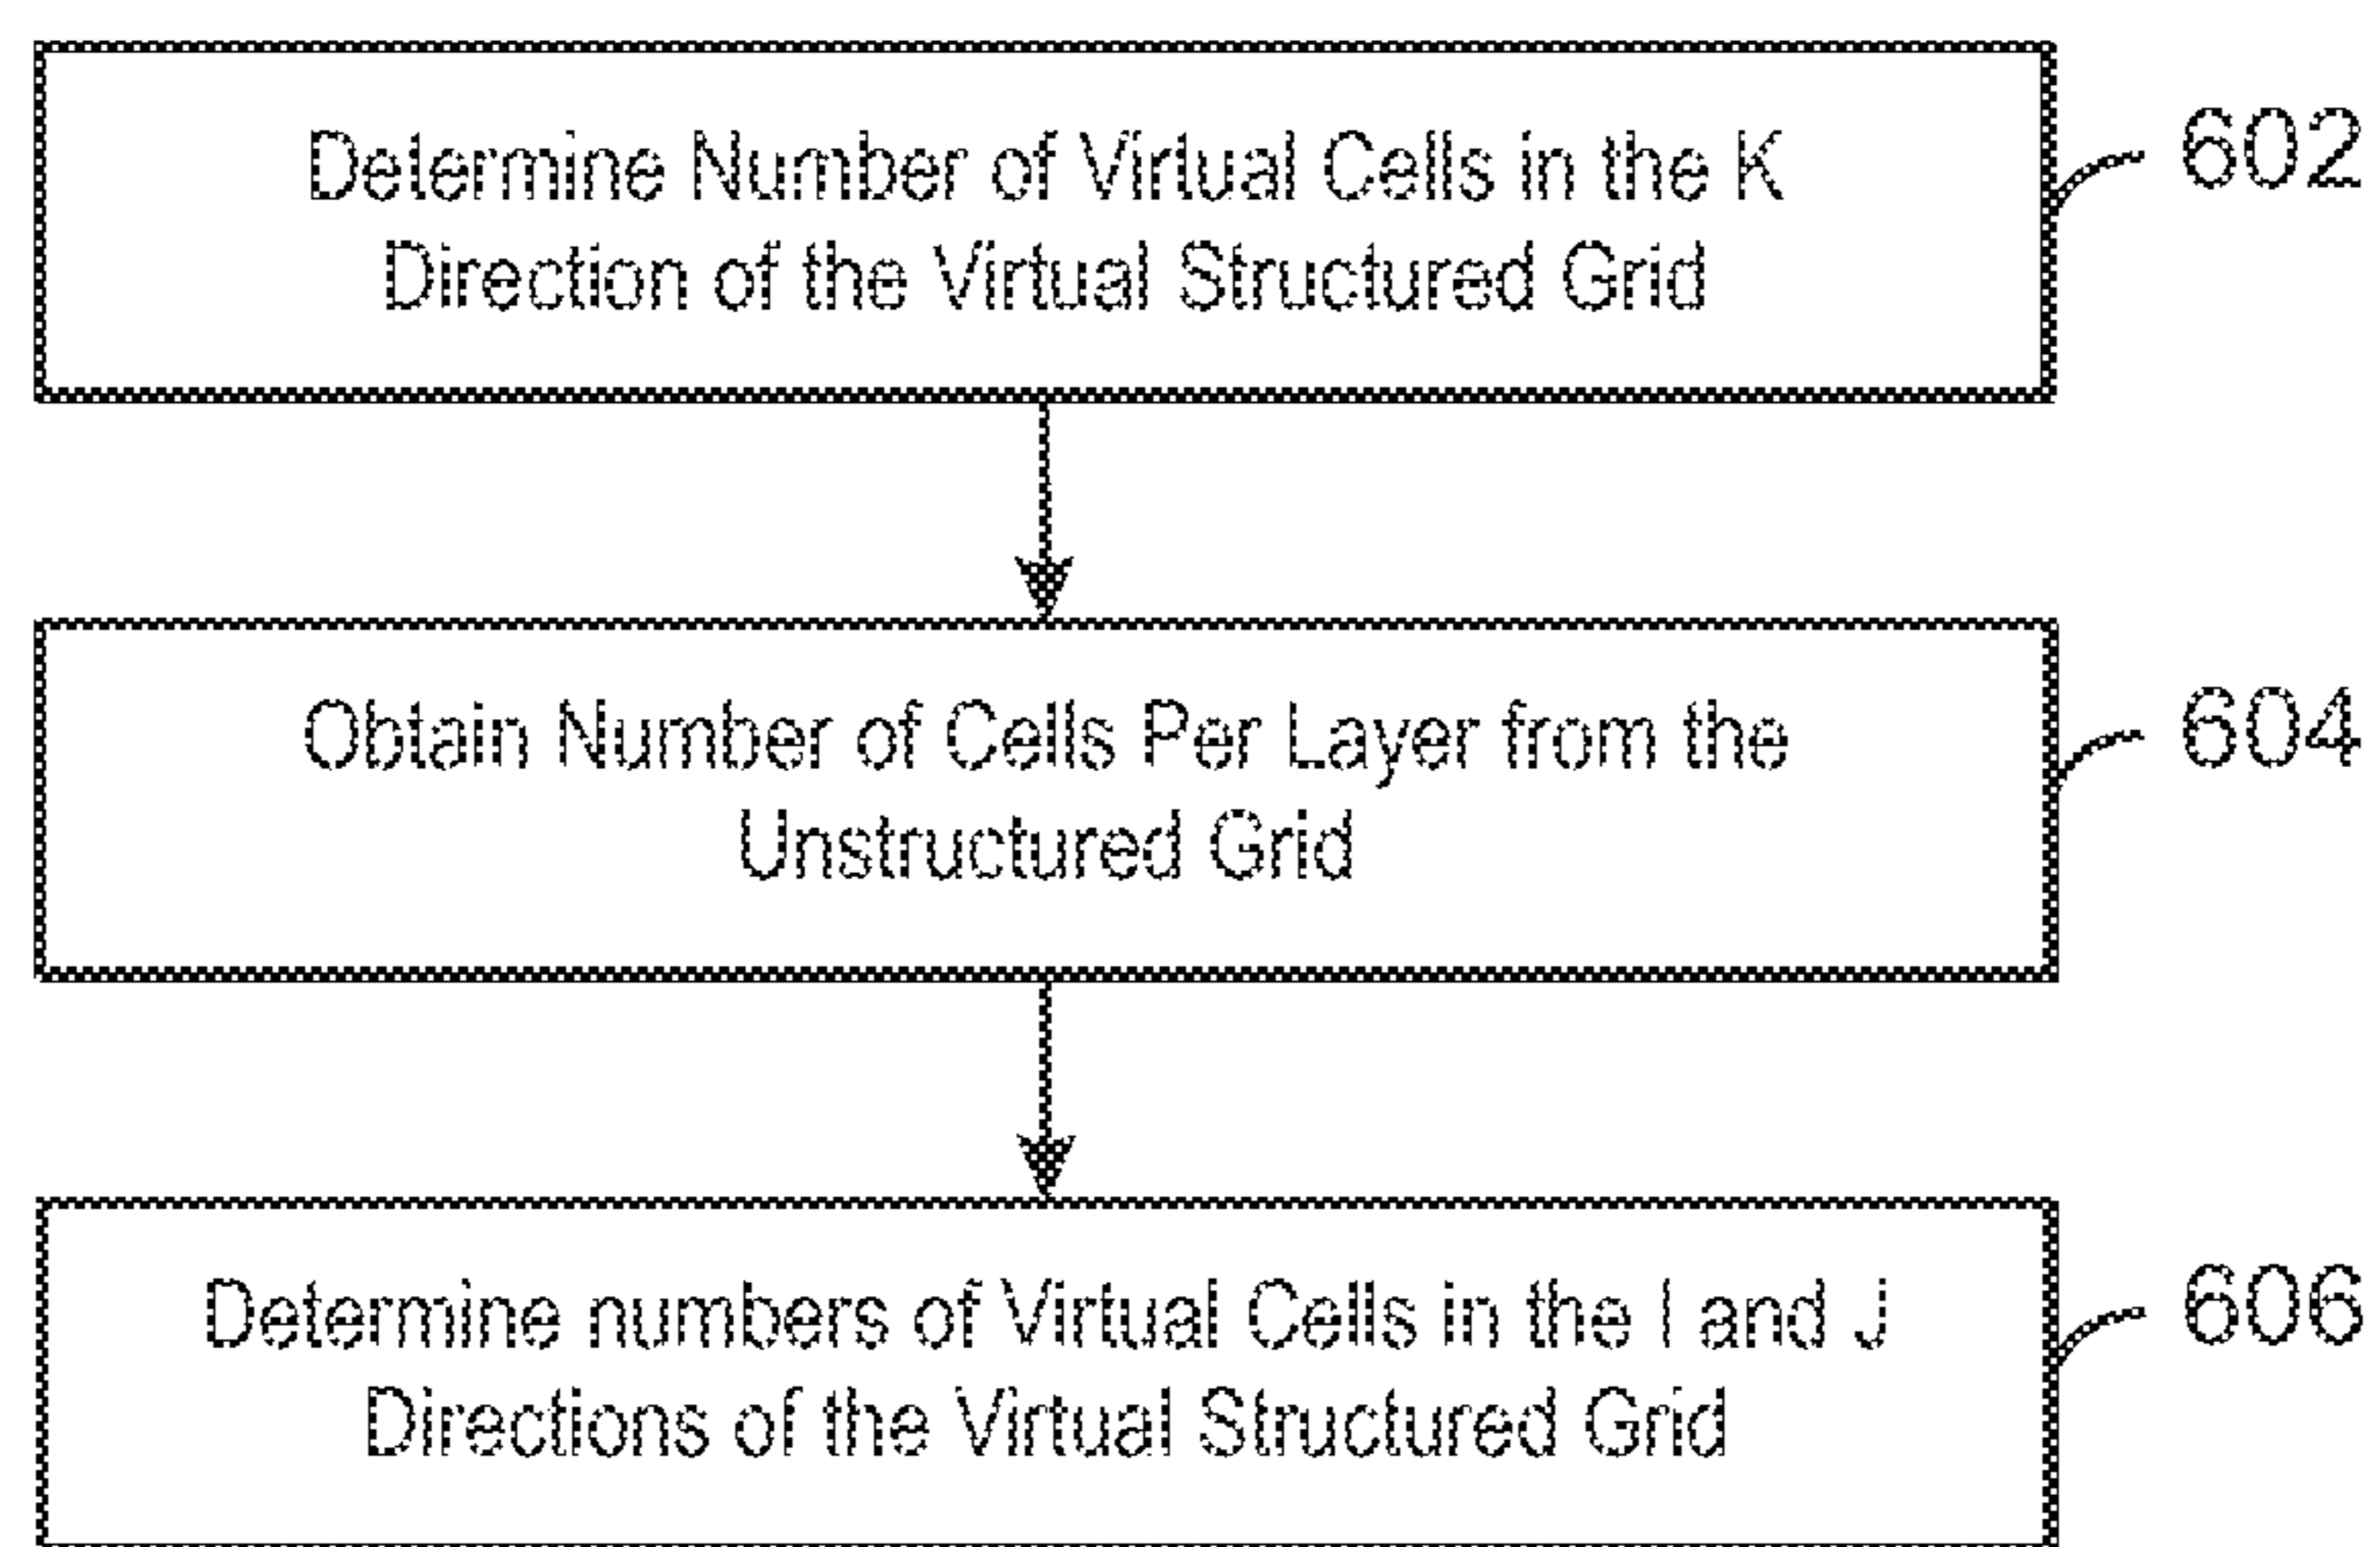 Determine Number of Virtual Cells in the K
Direction of the Virtual Structured Grid
602
Obtain Number of Cells Per Layer from the
Unstructured Grid
604
Determine numbers of Virtual Cells in the I and J
Directions of the Virtual Structured Grid
606